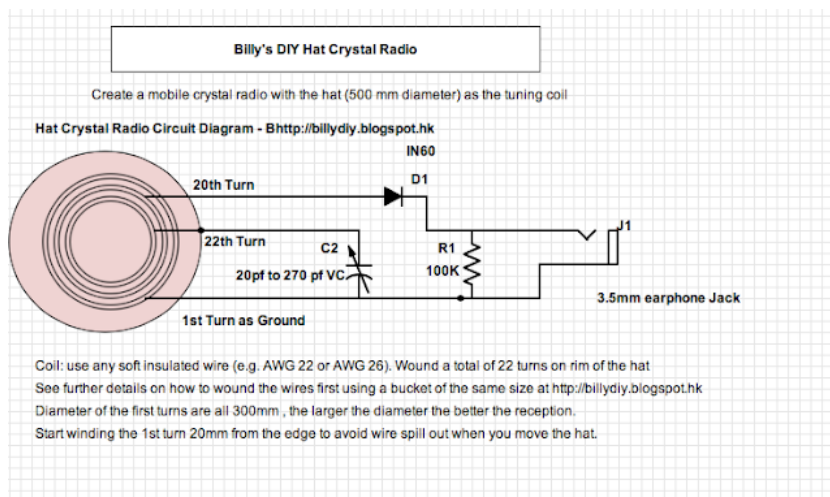 Billy's DIY Hat Crystal Radio
Create a mobile crystal radio with the hat (500 mm diameter) as the tuning coil
Hat Crystal Radio Circuit Diagram - Bhttp://billydiy.blogspot.hk
IN60
D1
20th Turn
J1
22th Turn
C2
R1
20pf to 270 pf VC
100K
3.5mm earphone Jack
1st Turn as Ground
Coil: use any soft insulated wire (e.g. AWG 22 or AWG 26). Wound a total of 22 turns on rim of the hat
See further details on how to wound the wires first using a bucket of the same size at http://billydiy.blogspot.hk
Diameter of the first turns are all 300mm , the larger the diameter the better the reception.
Start winding the 1st turn 20mm from the edge to avoid wire spill out when you move the hat.